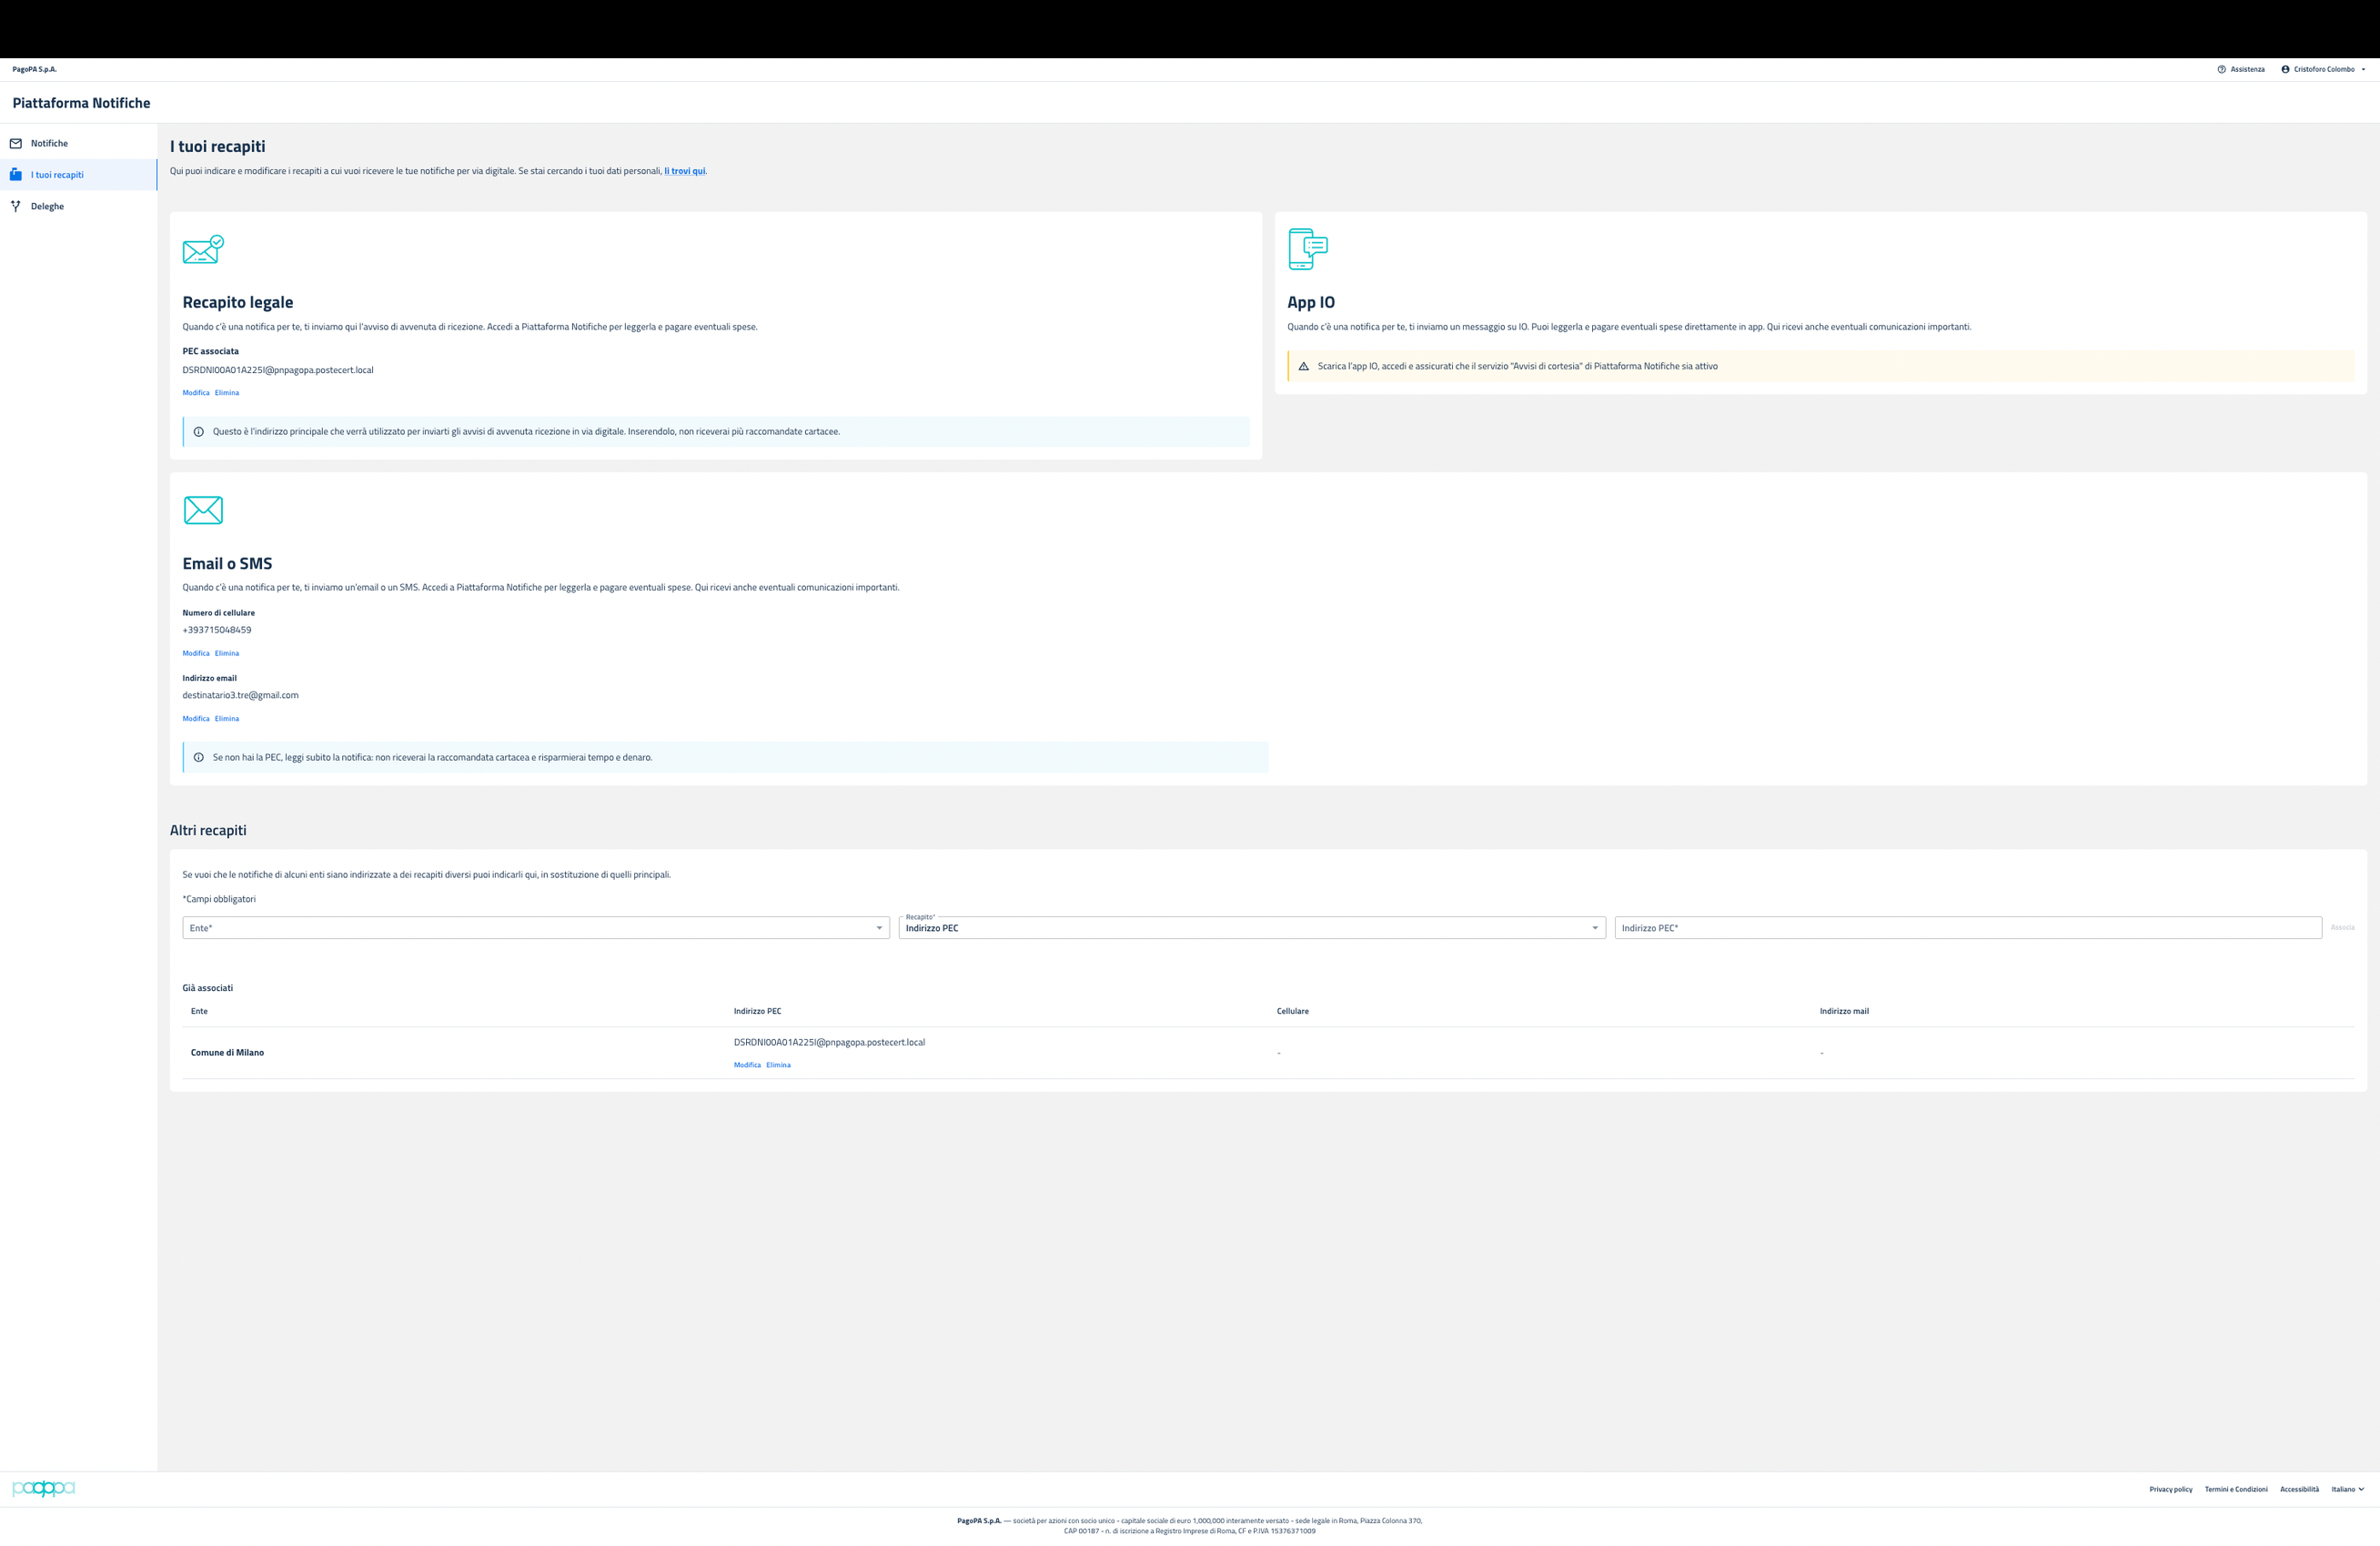 PagoPA S.p.A.
Assistenza
Cristoforo Colombo
Piattaforma Notifiche
Notifiche
I tuoi recapiti
Deleghe
I tuoi recapiti
Qui puoi indicare e modificare i recapiti a cui vuoi ricevere le tue notifiche per via digitale. Se stai cercando i tuoi dati personali, li trovi qui.
Recapito legale
Quando c'è una notifica per te, ti inviamo qui l'avviso di avvenuta di ricezione. Accedi a Piattaforma Notifiche per leggerla e pagare eventuali spese.
PEC associata
DSRDNI00A01A225I@pnpagopa.postecert.local
Modifica Elimina
Questo è l'indirizzo principale che verrà utilizzato per inviarti gli avvisi di avvenuta ricezione in via digitale. Inserendolo, non riceverai più raccomandate cartacee.
App IO
Quando c'è una notifica per te, ti inviamo un messaggio su IO. Puoi leggerla e pagare eventuali spese direttamente in app. Qui ricevi anche eventuali comunicazioni importanti.
Scarica l'app IO, accedi e assicurati che il servizio "Avvisi di cortesia" di Piattaforma Notifiche sia attivo
Email o SMS
Quando c'è una notifica per te, ti inviamo un'email o un SMS. Accedi a Piattaforma Notifiche per leggerla e pagare eventuali spese. Qui ricevi anche eventuali comunicazioni importanti.
Numero di cellulare
+393715048459
Modifica Elimina
Indirizzo email
destinatario3.tre@gmail.com
Modifica Elimina
Se non hai la PEC, leggi subito la notifica: non riceverai la raccomandata cartacea e risparmierai tempo e denaro.
Altri recapiti
Se vuoi che le notifiche di alcuni enti siano indirizzate a dei recapiti diversi puoi indicarli qui, in sostituzione di quelli principali.
*Campi obbligatori
Ente*
Recapito*
Indirizzo PEC
Indirizzo PEC*
Associa
Già associati
Ente Indirizzo PEC Cellulare Indirizzo mail
Comune di Milano DSRDNI00A01A225I@pnpagopa.postecert.local - -
Modifica Elimina
pagopa
Privacy policy Termini e Condizioni Accessibilità Italiano
PagoPA S.p.A. — società per azioni con socio unico - capitale sociale di euro 1,000,000 interamente versato - sede legale in Roma, Piazza Colonna 370,
CAP 00187 - n. di iscrizione a Registro Imprese di Roma, CF e P.IVA 15376371009